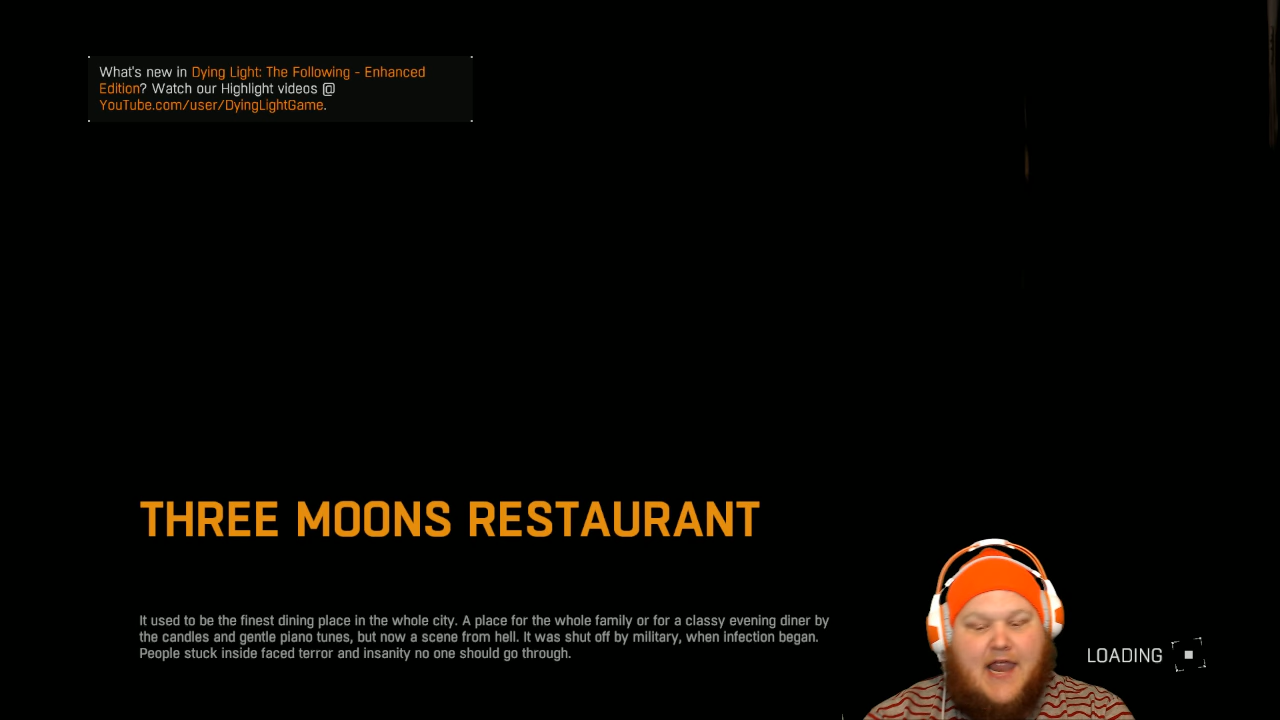 What's new in Dying Light: The Following - Enhanced
Edition? Watch our Highlight videos @
YouTube.com/user/DyingLightGame.
THREE MOONS RESTAURANT
It used to be the finest dining place in the whole city. A place for the whole family or for a classy evening diner by
the candles and gentle piano tunes, but now a scene from hell. It was shut off by military, when infection began.
People stuck inside faced terror and insanity no one should go through.
LOADING